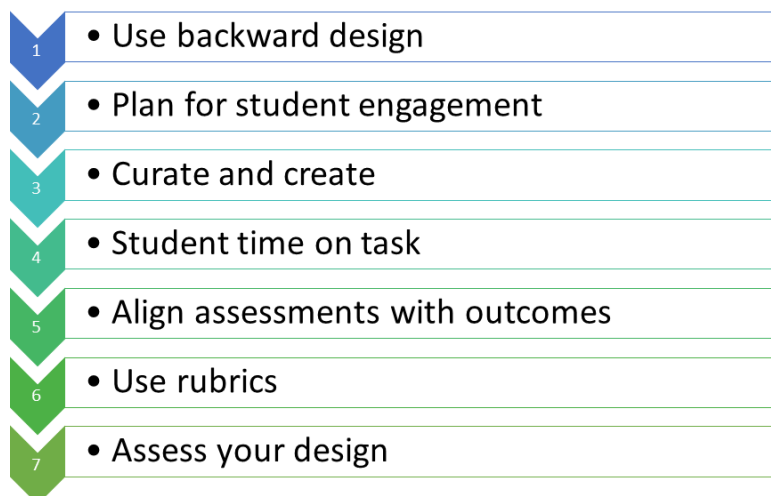 1 • Use backward design
2 • Plan for student engagement
3 • Curate and create
4 • Student time on task
5 • Align assessments with outcomes
6 • Use rubrics
7 • Assess your design